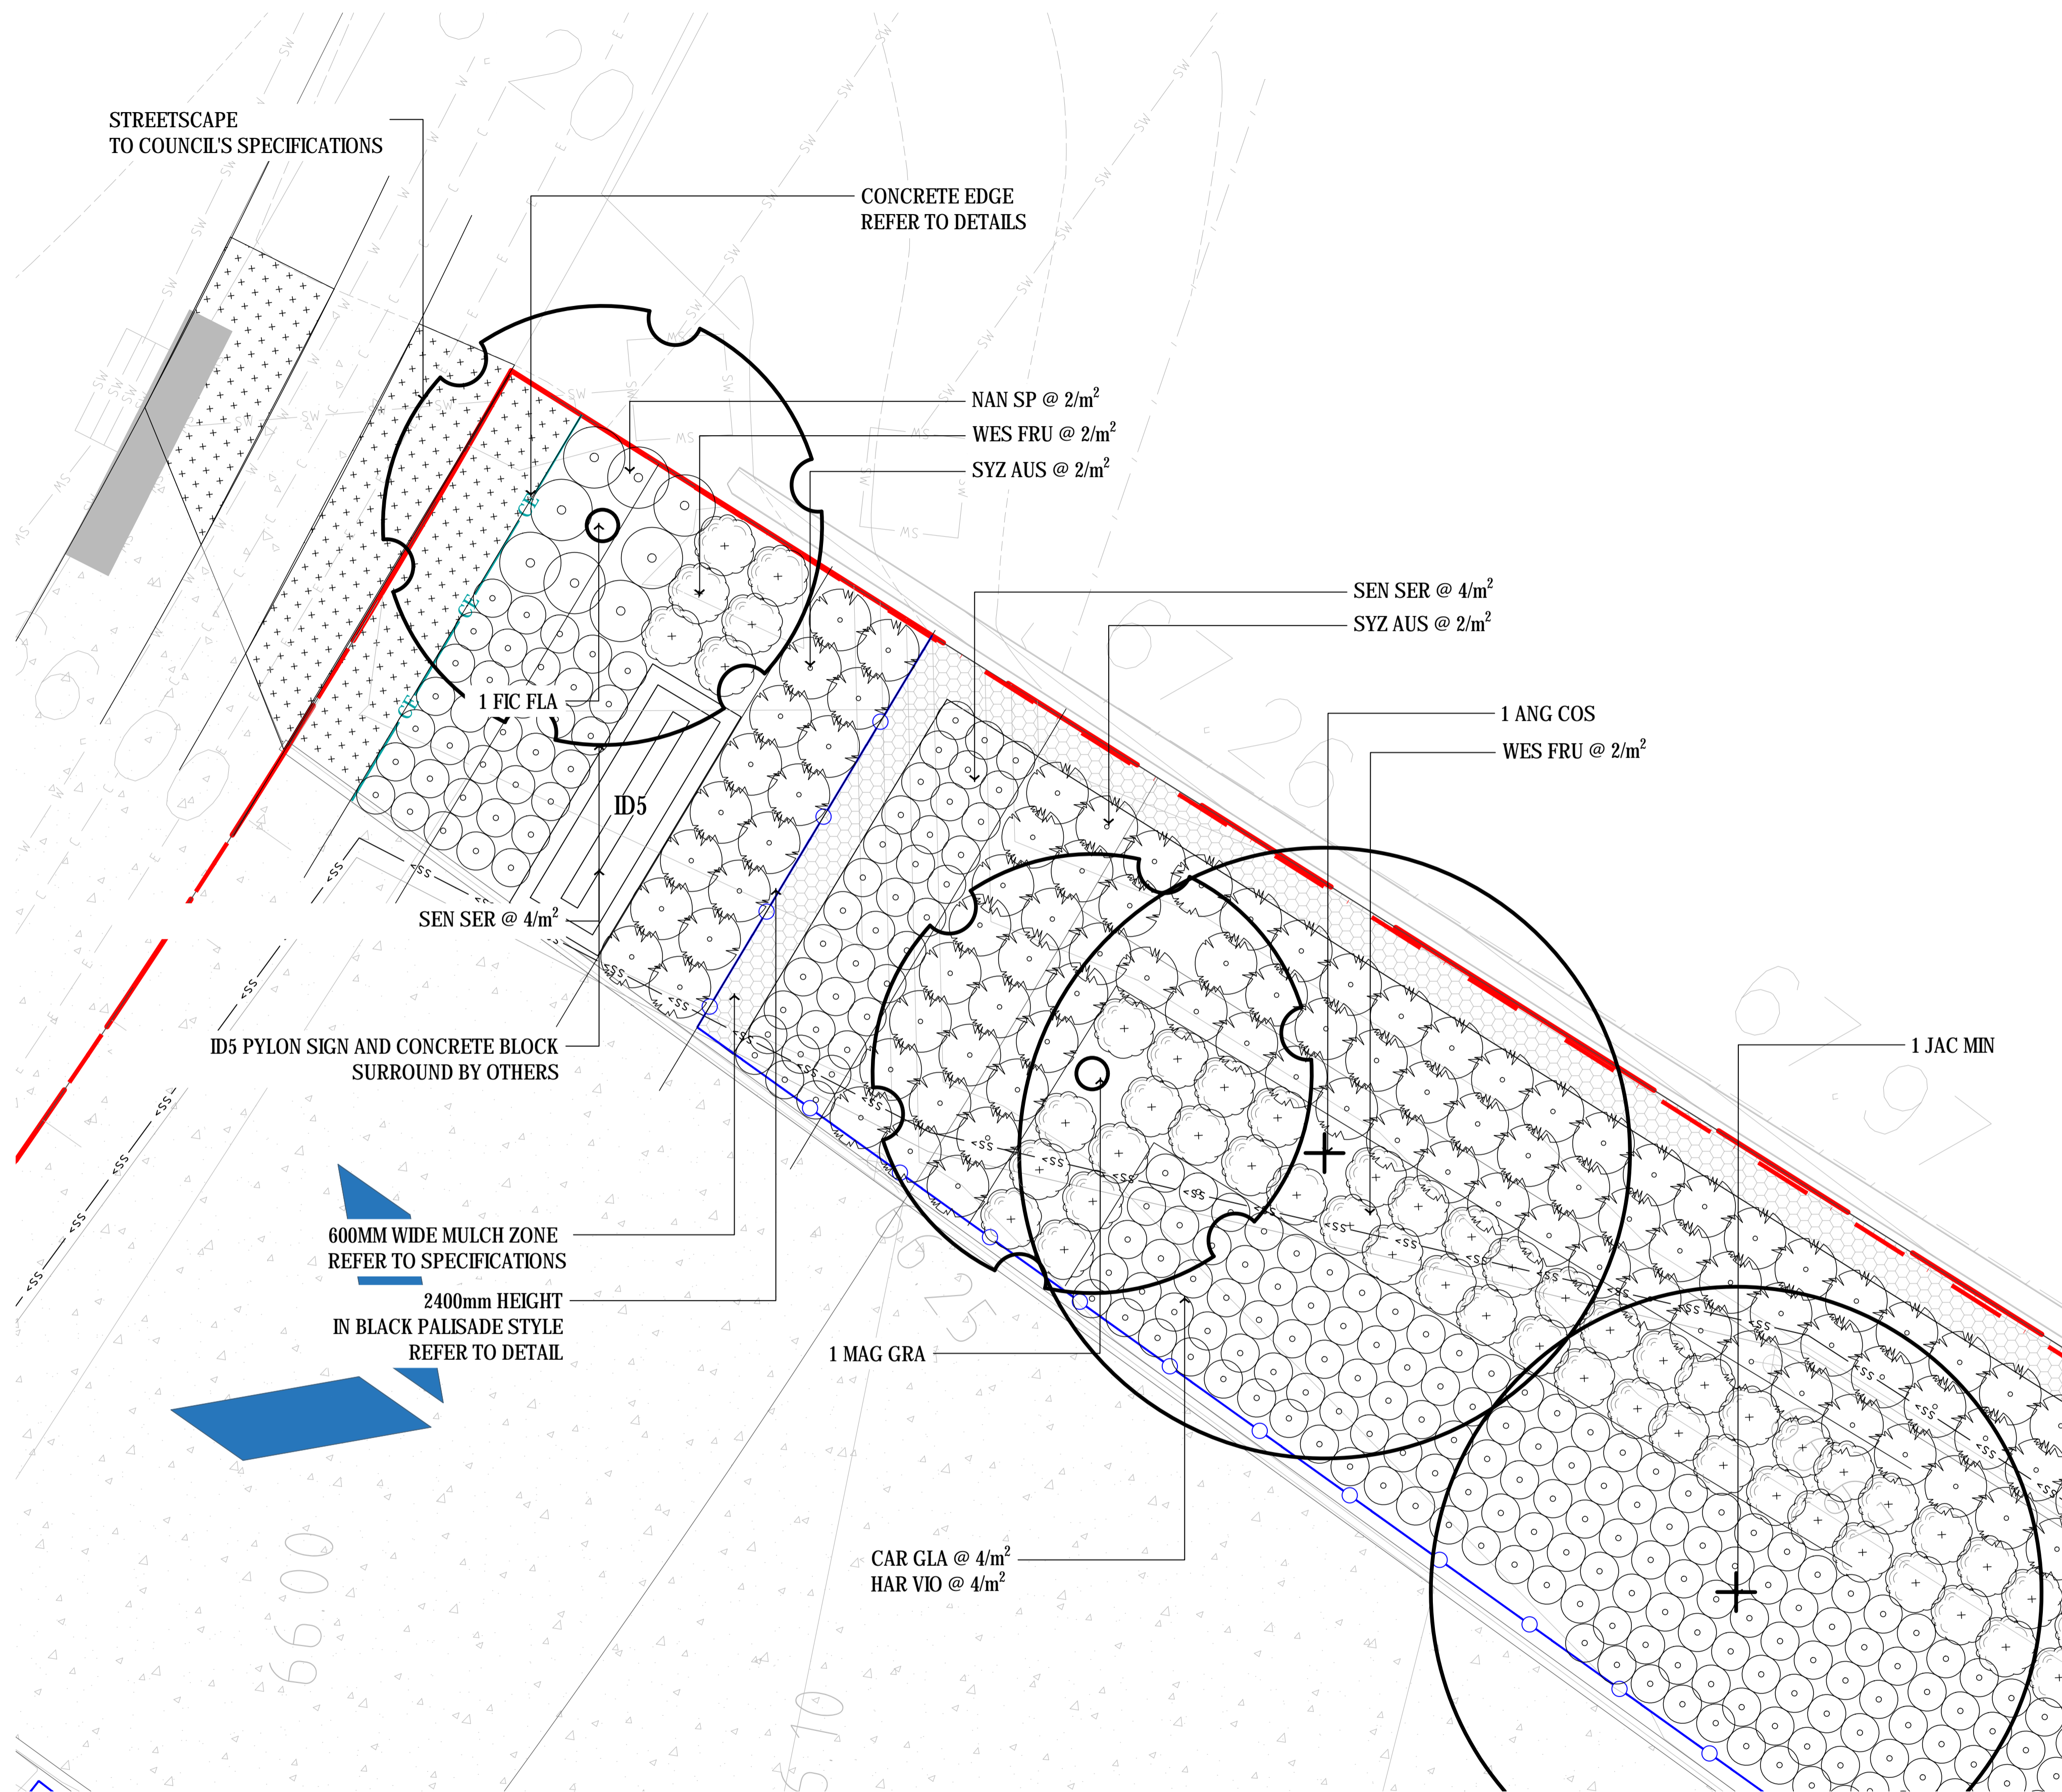 STREETSCAPE
TO COUNCIL'S SPECIFICATIONS
CONCRETE EDGE
REFER TO DETAILS
NAN SP @ 2/m²
WES FRU @ 2/m²
SYZ AUS @ 2/m²
SEN SER @ 4/m²
SYZ AUS @ 2/m²
1 FIC FLA
1 ANG COS
WES FRU @ 2/m²
ID5
SEN SER @ 4/m²
ID5 PYLON SIGN AND CONCRETE BLOCK
SURROUND BY OTHERS
1 JAC MIN
600MM WIDE MULCH ZONE
REFER TO SPECIFICATIONS
2400mm HEIGHT
IN BLACK PALISADE STYLE
REFER TO DETAIL
1 MAG GRA
CAR GLA @ 4/m²
HAR VIO @ 4/m²
CE
CE
CE